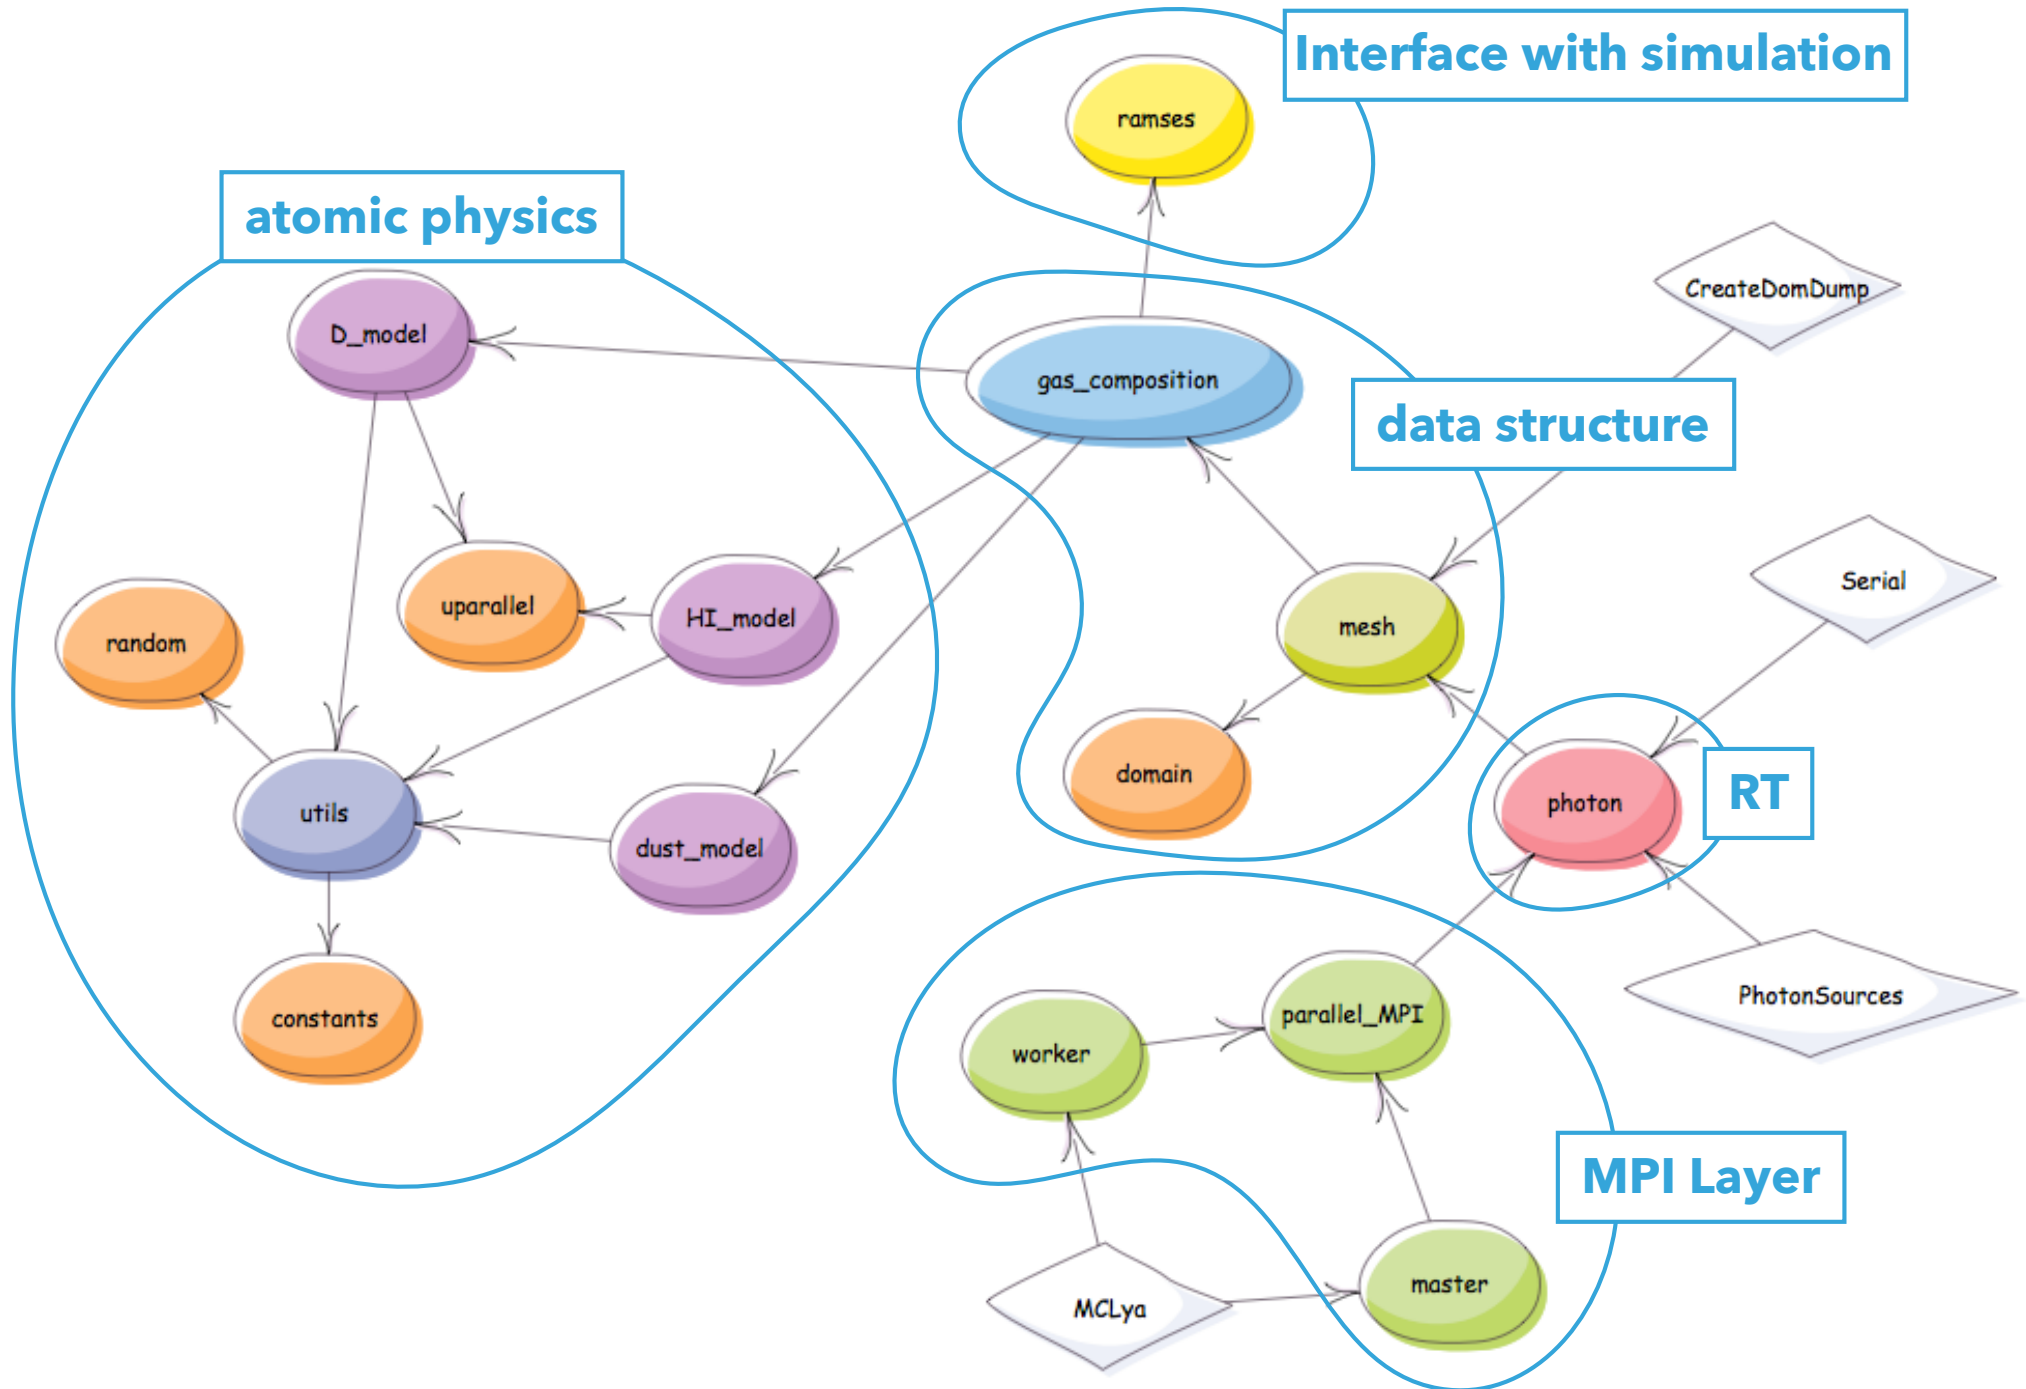 Interface with simulation
ramses
atomic physics
CreateDomDump
D_model
gas_composition
data structure
Serial
uparallel
HI_model
mesh
random
domain
RT
photon
utils
dust_model
PhotonSources
constants
parallel_MPI
worker
MPI Layer
master
MCLya